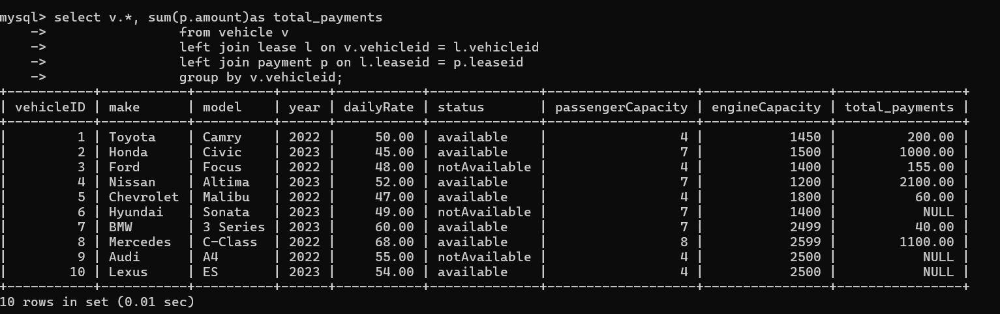 mysql> select v.*, sum(p.amount)as total_payments
    ->                 from vehicle v
    ->                 left join lease l on v.vehicleid = l.vehicleid
    ->                 left join payment p on l.leaseid = p.leaseid
    ->                 group by v.vehicleid;
+-----------+-----------+----------+------+-----------+--------------+-------------------+----------------+----------------+
| vehicleID | make      | model    | year | dailyRate | status       | passengerCapacity | engineCapacity | total_payments |
+-----------+-----------+----------+------+-----------+--------------+-------------------+----------------+----------------+
|         1 | Toyota    | Camry    | 2022 |     50.00 | available    |                 4 |           1450 |         200.00 |
|         2 | Honda     | Civic    | 2023 |     45.00 | available    |                 7 |           1500 |        1000.00 |
|         3 | Ford      | Focus    | 2022 |     48.00 | notAvailable |                 4 |           1400 |         155.00 |
|         4 | Nissan    | Altima   | 2023 |     52.00 | available    |                 7 |           1200 |        2100.00 |
|         5 | Chevrolet | Malibu   | 2022 |     47.00 | available    |                 4 |           1800 |          60.00 |
|         6 | Hyundai   | Sonata   | 2023 |     49.00 | notAvailable |                 7 |           1400 |           NULL |
|         7 | BMW       | 3 Series | 2023 |     60.00 | available    |                 7 |           2499 |          40.00 |
|         8 | Mercedes  | C-Class  | 2022 |     68.00 | available    |                 8 |           2599 |        1100.00 |
|         9 | Audi      | A4       | 2022 |     55.00 | notAvailable |                 4 |           2500 |           NULL |
|        10 | Lexus     | ES       | 2023 |     54.00 | available    |                 4 |           2500 |           NULL |
+-----------+-----------+----------+------+-----------+--------------+-------------------+----------------+----------------+
10 rows in set (0.01 sec)